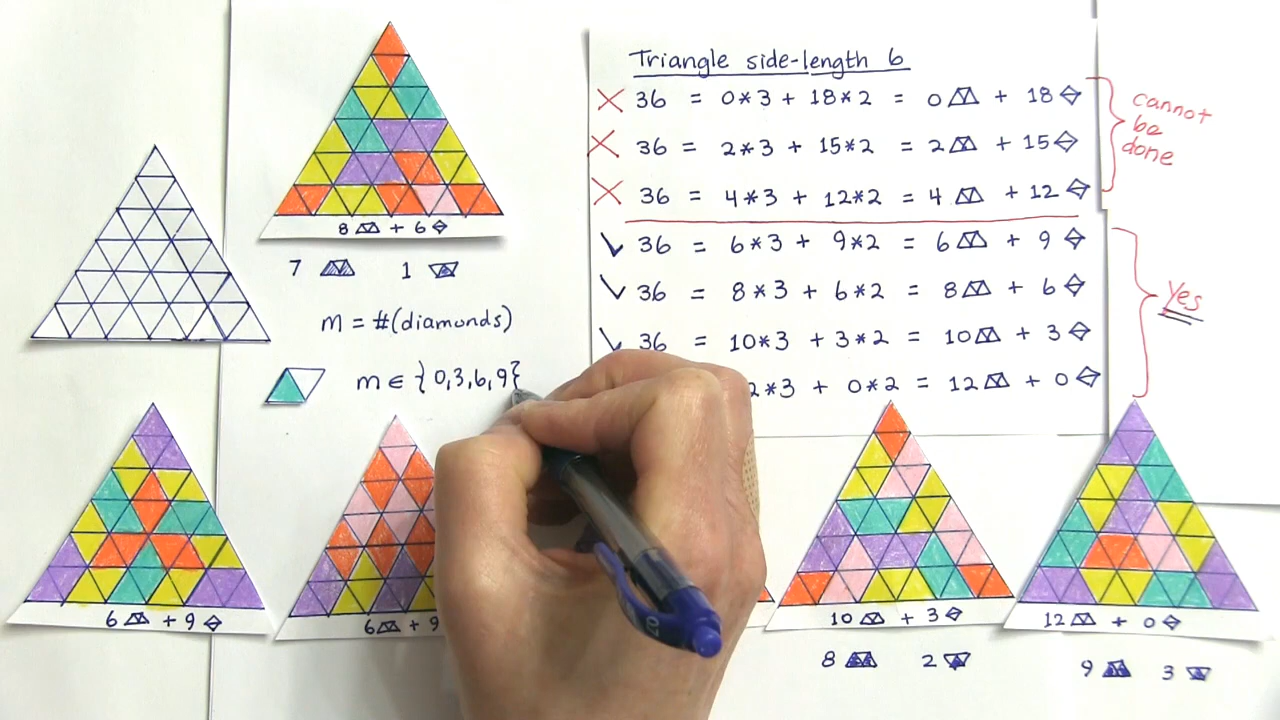 Triangle side-length 6
36 = 0*3 + 18*2 = 0 + 18
36 = 2*3 + 15*2 = 2 + 15
36 = 4*3 + 12*2 = 4 + 12
cannot
be
done
36 = 6*3 + 9*2 = 6 + 9
36 = 8*3 + 6*2 = 8 + 6
36 = 10*3 + 3*2 = 10 + 3
2*3 + 0*2 = 12 + 0
Yes
8 + 6
7 1
m = #(diamonds)
m ∈ { 0,3,6,9}
6 + 9
6 + 9
10 + 3
12 + 0
8 2
9 3